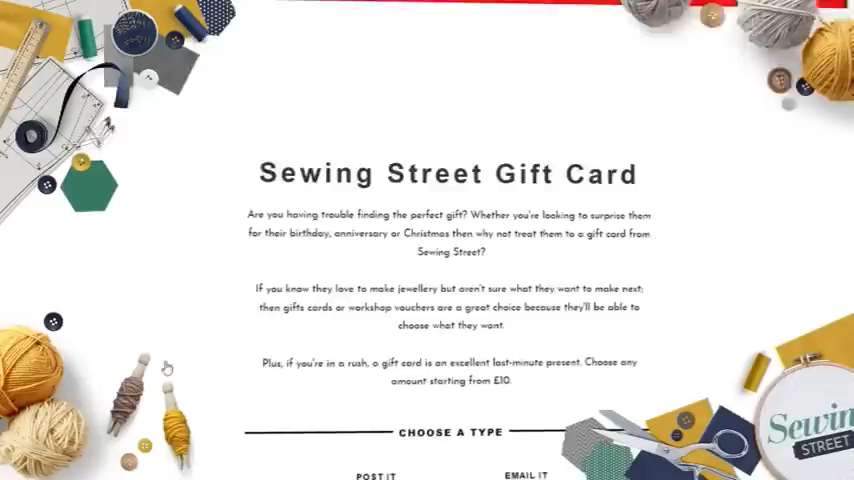 Sewing Street Gift Card
Are you having trouble finding the perfect gift? Whether you're looking to surprise them
for their birthday, anniversary or Christmas then why not treat them to a gift card from
Sewing Street?
If you know they love to make jewellery but aren't sure what they want to make next;
then gifts cards or workshop vouchers are a great choice because they'll be able to
choose what they want.
Plus, if you're in a rush, a gift card is an excellent last-minute present. Choose any
amount starting from £10.
CHOOSE A TYPE
POST IT EMAIL IT
STREET